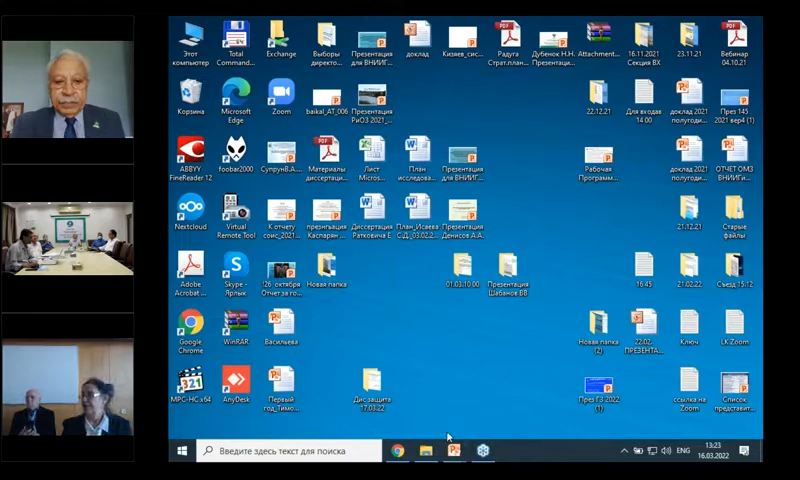 Этот компьютер
Total Command...
Exchange
Выборы директо...
Презентация для ВНИИГ...
доклад
Кизяев_сис...
Радуга Страт.план...
Дубенок Н.Н. Презентаци...
Attachment...
16.11.2021 Секция ВХ
23.11.21
Вебинар 04.10.21
Корзина
Microsoft Edge
Zoom
baikal_AT_006
Презентация РиОЗ 2021_...
22.12.21
Для входа 14 00
доклад 2021 полугоди...
През 145 2021 вер4 (1)
ABBYY FineReader 12
foobar2000
СупрунВ.А...
Материалы диссертаци...
Лист Micros...
План исследова...
Презентация для ВНИИГ...
Рабочая Программ...
доклад 2021 полугоди...
ОТЧЕТ ОМЗ ВНИИГи...
Nextcloud
Virtual Remote Tool
К отчету соис_2021...
Каспарян ...
Диссертация Ратковича Е
План_Исаева С.Д._03.02.2...
Презентация Денисов А.А.
21.12.21
Старые файлы
Adobe Acrobat...
Skype - Ярлык
!26 октября Отчет за го...
Новая папка
01.03.10.00
Презентация Шабанов ВВ
16 45
21.02.22
Съезд 15.12
Google Chrome
WinRAR
Васильева
Новая папка (2)
22.02. ПРЕЗЕНТА...
Ключ
LK Zoom
MPC-HC x64
AnyDesk
Первый год_Тимо...
Дис защита 17.03.22
През ГЗ 2022 (1)
ссылка на Zoom
Список представит...
Введите здесь текст для поиска
ENG
13:23
16.03.2022